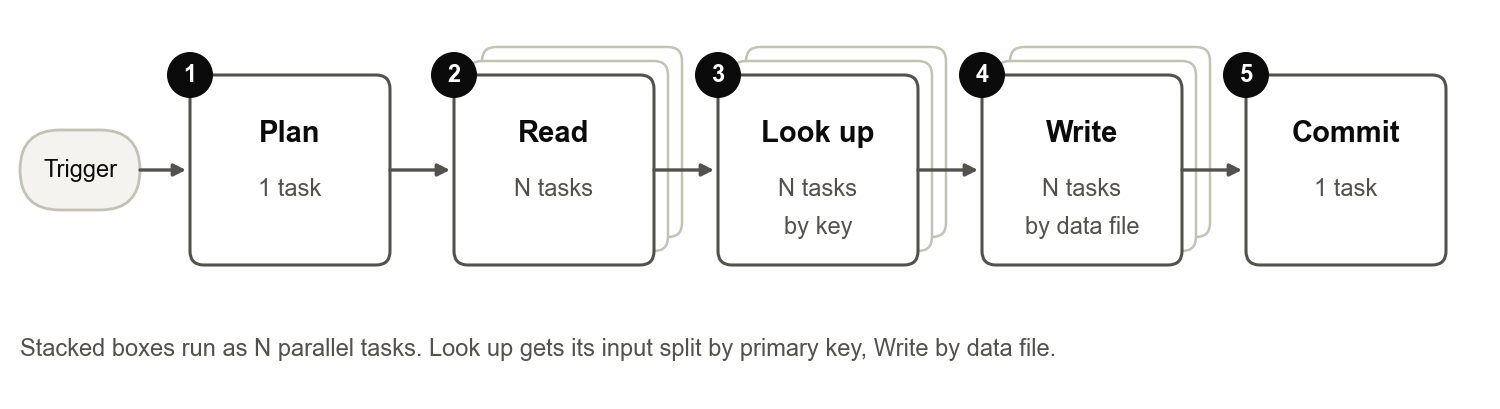 Trigger
1
Plan
1 task
2
Read
N tasks
3
Look up
N tasks
by key
4
Write
N tasks
by data file
5
Commit
1 task
Stacked boxes run as N parallel tasks. Look up gets its input split by primary key, Write by data file.